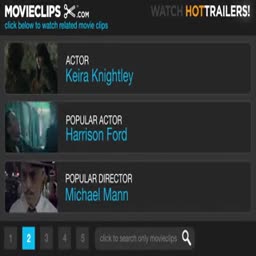 MOVIECLIPS .COM WATCH HOTTRAILERS!
click below to watch related movie clips
ACTOR
Keira Knightley
POPULAR ACTOR
Harrison Ford
POPULAR DIRECTOR
Michael Mann
1 2 3 4 5 click to search only movieclips